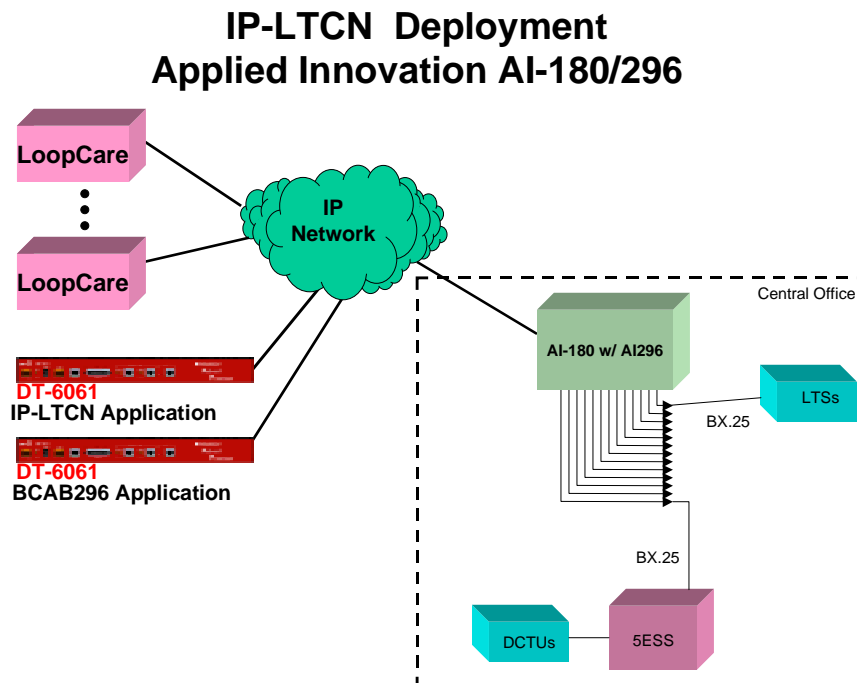 IP-LTCN Deployment
Applied Innovation AI-180/296
LoopCare
LoopCare
IP
Network
Central Office
AI-180 w/ AI296
LTSs
BX.25
DT-6061
IP-LTCN Application
DT-6061
BCAB296 Application
BX.25
DCTUs
5ESS